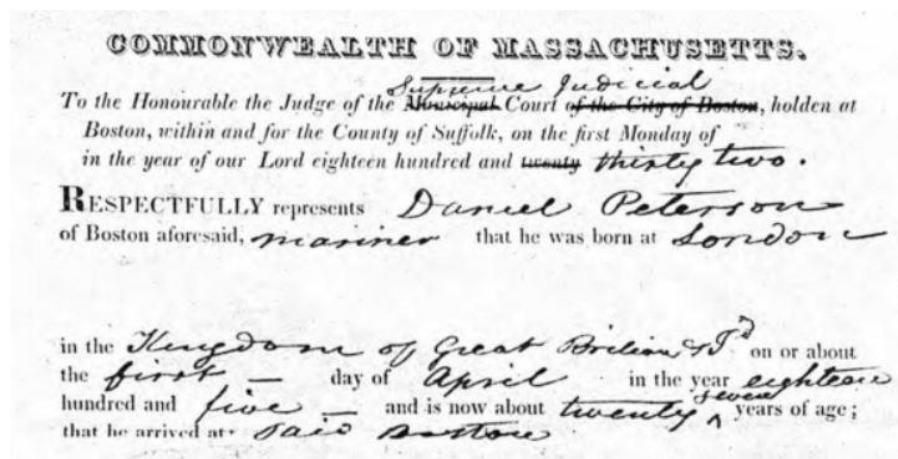 COMMONWEALTH OF MASSACHUSETTS.
Supreme Judicial
To the Honourable the Judge of the Municipal Court of the City of Boston, holden at
Boston, within and for the County of Suffolk, on the first Monday of
in the year of our Lord eighteen hundred and twenty thirty two.
RESPECTFULLY represents Daniel Peterson
of Boston aforesaid, mariner that he was born at London
in the Kingdom of Great Britian & I^d on or about
the first — day of April in the year eighteen
hundred and five — and is now about twenty seven years of age;
that he arrived at said Boston